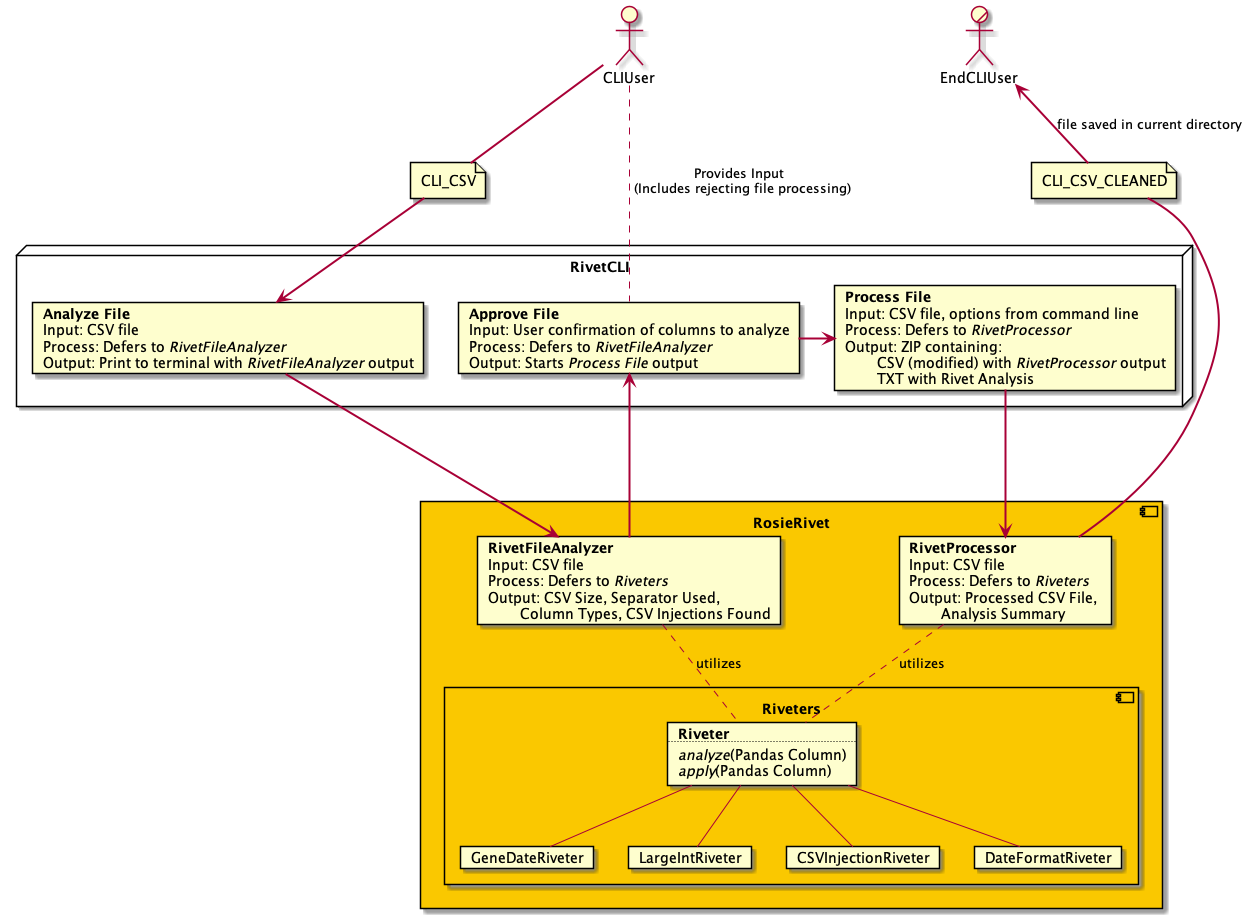 CLIUser
EndCLIUser
file saved in current directory
CLI_CSV
Provides Input
(Includes rejecting file processing)
CLI_CSV_CLEANED
RivetCLI
Analyze File
Input: CSV file
Process: Defers to RivetFileAnalyzer
Output: Print to terminal with RivetFileAnalyzer output
Approve File
Input: User confirmation of columns to analyze
Process: Defers to RivetFileAnalyzer
Output: Starts Process File output
Process File
Input: CSV file, options from command line
Process: Defers to RivetProcessor
Output: ZIP containing:
CSV (modified) with RivetProcessor output
TXT with Rivet Analysis
RosieRivet
RivetFileAnalyzer
Input: CSV file
Process: Defers to Riveters
Output: CSV Size, Separator Used,
Column Types, CSV Injections Found
RivetProcessor
Input: CSV file
Process: Defers to Riveters
Output: Processed CSV File,
Analysis Summary
utilizes
utilizes
Riveters
Riveter
analyze(Pandas Column)
apply(Pandas Column)
GeneDateRiveter
LargeIntRiveter
CSVInjectionRiveter
DateFormatRiveter